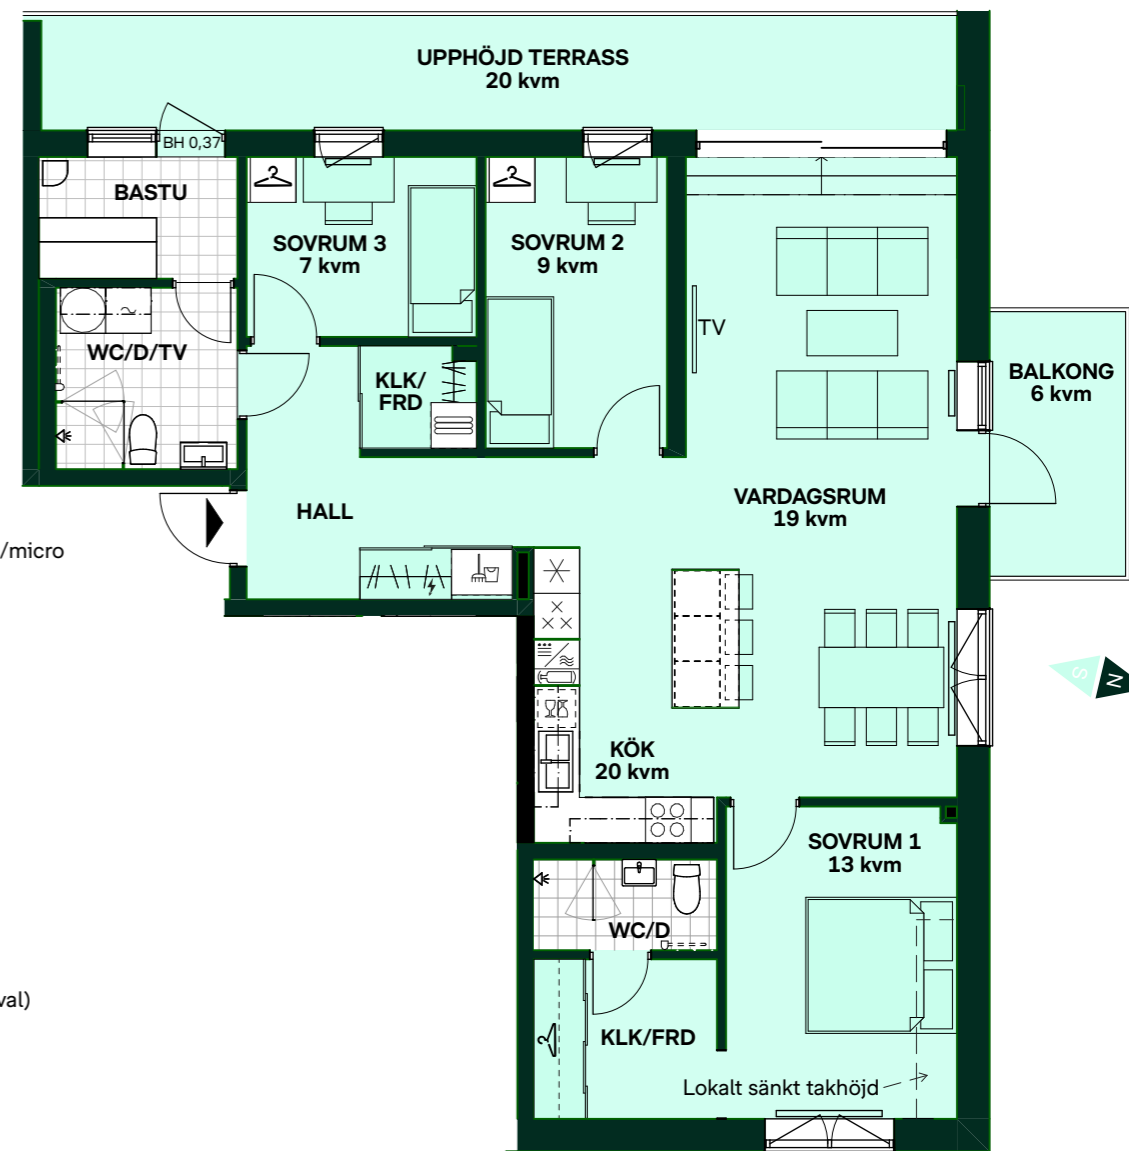 UPPHÖJD TERRASS
20 kvm
BH 0,37
BASTU
SOVRUM 3
7 kvm
SOVRUM 2
9 kvm
TV
WC/D/TV
KLK/
FRD
BALKONG
6 kvm
HALL
VARDAGSRUM
19 kvm
/micro
S
N
KÖK
20 kvm
SOVRUM 1
13 kvm
WC/D
val)
KLK/FRD
Lokalt sänkt takhöjd